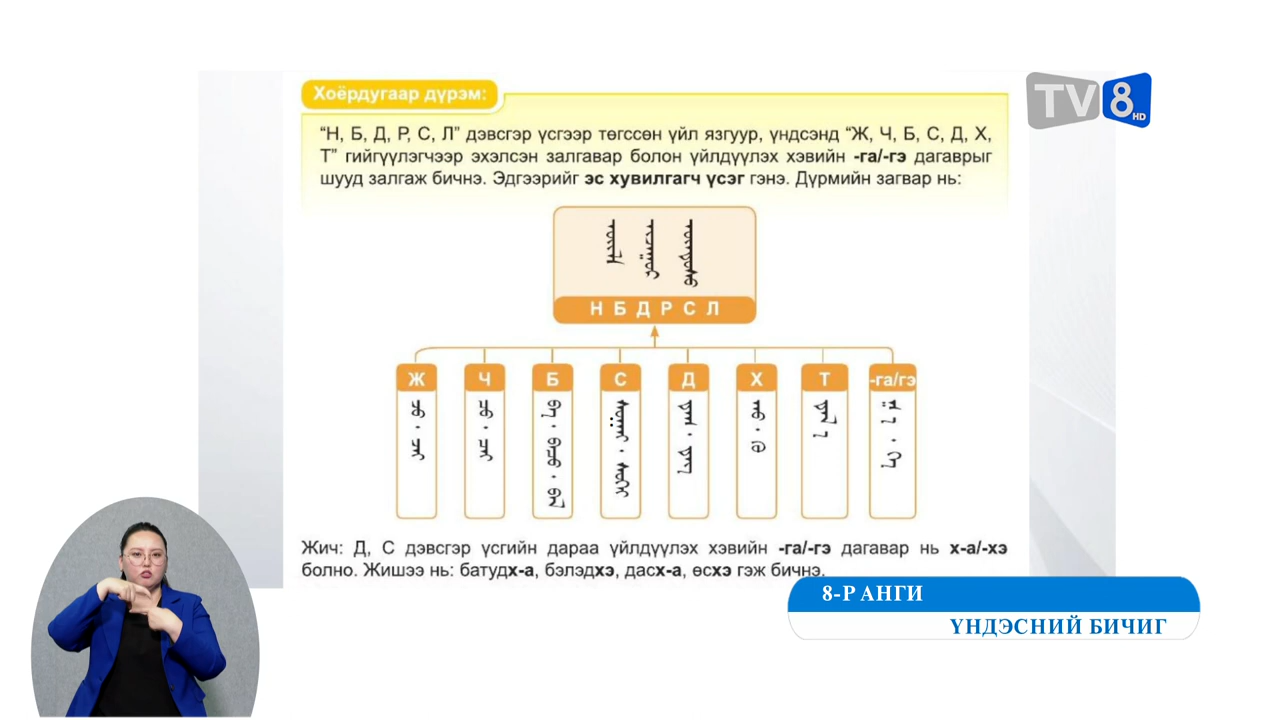 TV 8 HD
Хоёрдугаар дүрэм:
“Н, Б, Д, Р, С, Л” дэвсгэр үсгээр төгссөн үйл язгуур, үндсэнд “Ж, Ч, Б, С, Д, Х,
Т” гийгүүлэгчээр эхэлсэн залгавар болон үйлдүүлэх хэвийн -га/-гэ дагаврыг
шууд залгаж бичнэ. Эдгээрийг эс хувилгагч үсэг гэнэ. Дүрмийн загвар нь:
Н Б Д Р С Л
Ж Ч Б С Д Х Т -га/гэ
Жич: Д, С дэвсгэр үсгийн дараа үйлдүүлэх хэвийн -га/-гэ дагавар нь х-а/-хэ
болно. Жишээ нь: батудх-а, бэлэдхэ, дасх-а, өсхэ гэж бичнэ.
8-Р АНГИ
ҮНДЭСНИЙ БИЧИГ